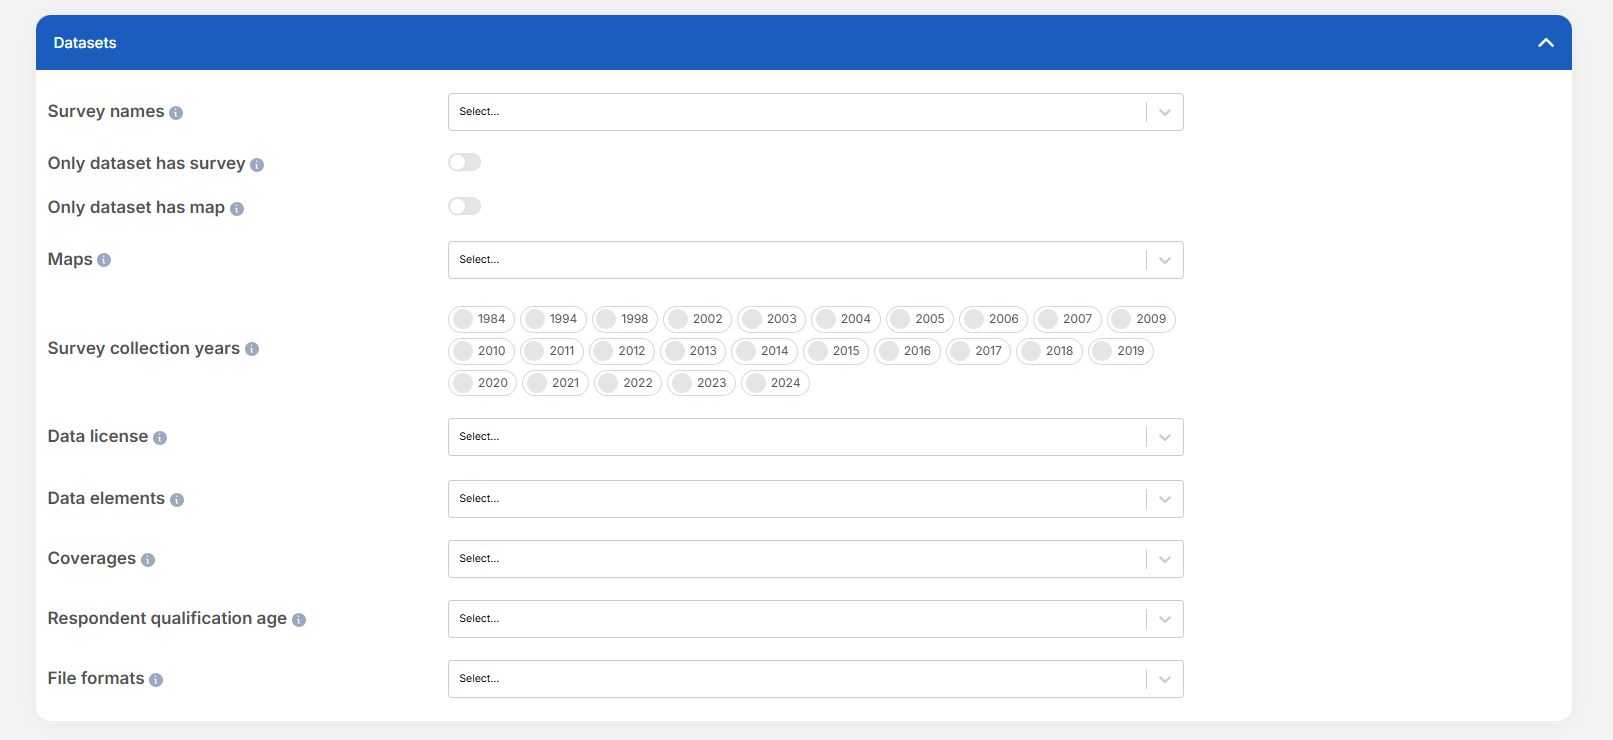 Datasets
Survey names
Select...
Only dataset has survey
Only dataset has map
Maps
Select...
Survey collection years
1984 1994 1998 2002 2003 2004 2005 2006 2007 2009
2010 2011 2012 2013 2014 2015 2016 2017 2018 2019
2020 2021 2022 2023 2024
Data license
Select...
Data elements
Select...
Coverages
Select...
Respondent qualification age
Select...
File formats
Select...